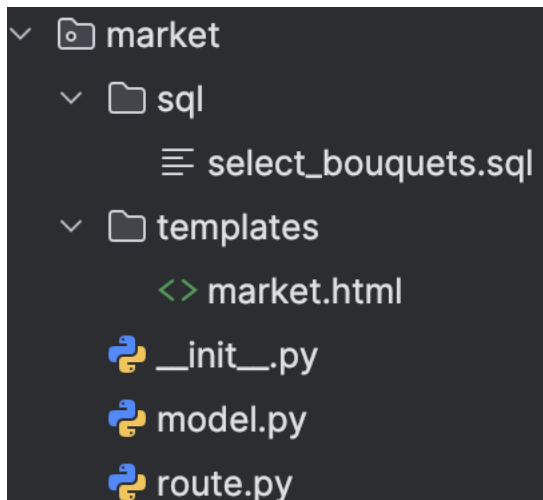 market
sql
select_bouquets.sql
templates
market.html
__init__.py
model.py
route.py